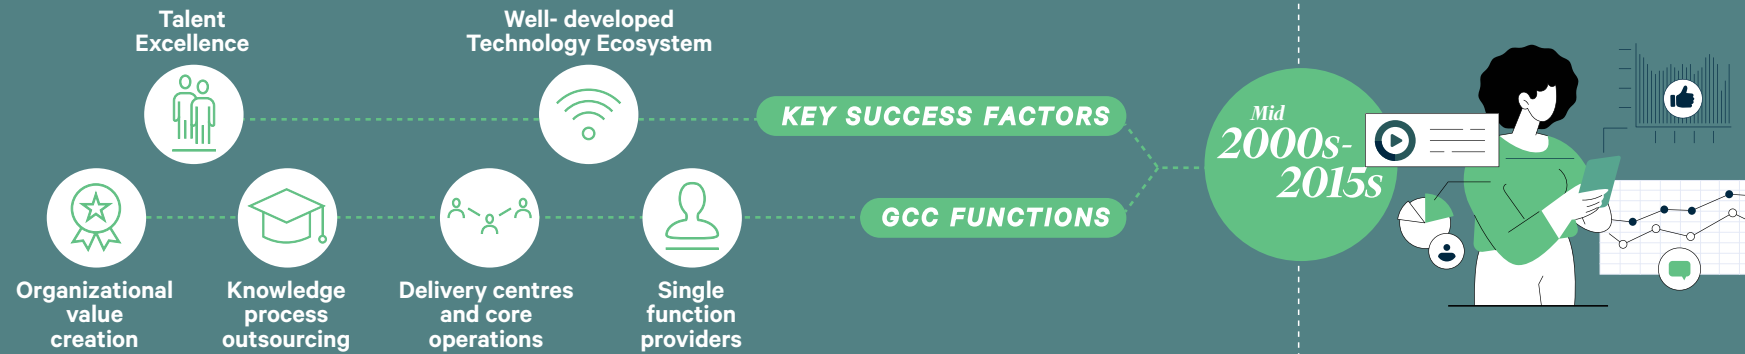 Talent
Excellence
Well- developed
Technology Ecosystem
KEY SUCCESS FACTORS
Mid
2000s-
2015s
GCC FUNCTIONS
Organizational
value
creation
Knowledge
process
outsourcing
Delivery centres
and core
operations
Single
function
providers